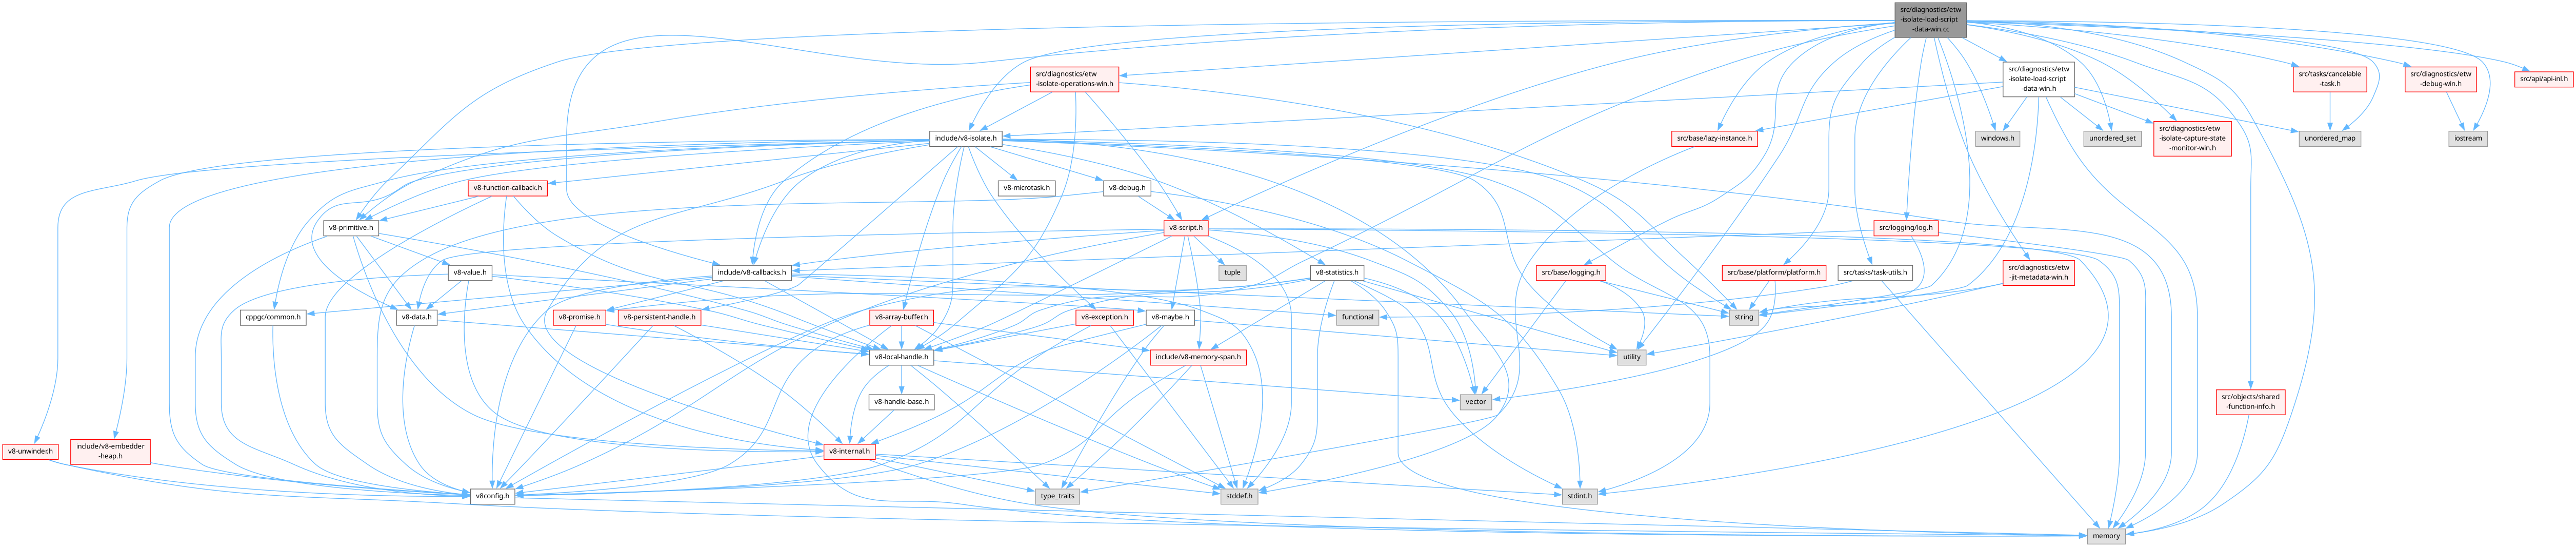 src/diagnostics/etw
-isolate-load-script
-data-win.cc
src/diagnostics/etw
-isolate-operations-win.h
src/diagnostics/etw
-isolate-load-script
-data-win.h
src/tasks/cancelable
-task.h
src/diagnostics/etw
-debug-win.h
src/api/api-inl.h
include/v8-isolate.h
src/base/lazy-instance.h
windows.h
unordered_set
src/diagnostics/etw
-isolate-capture-state
-monitor-win.h
unordered_map
iostream
v8-function-callback.h
v8-microtask.h
v8-debug.h
v8-primitive.h
v8-script.h
src/logging/log.h
v8-value.h
include/v8-callbacks.h
tuple
v8-statistics.h
src/base/logging.h
src/base/platform/platform.h
src/tasks/task-utils.h
src/diagnostics/etw
-jit-metadata-win.h
cppgc/common.h
v8-data.h
v8-promise.h
v8-persistent-handle.h
v8-array-buffer.h
v8-exception.h
v8-maybe.h
functional
string
v8-local-handle.h
include/v8-memory-span.h
utility
v8-handle-base.h
vector
src/objects/shared
-function-info.h
v8-unwinder.h
include/v8-embedder
-heap.h
v8-internal.h
v8config.h
type_traits
stddef.h
stdint.h
memory